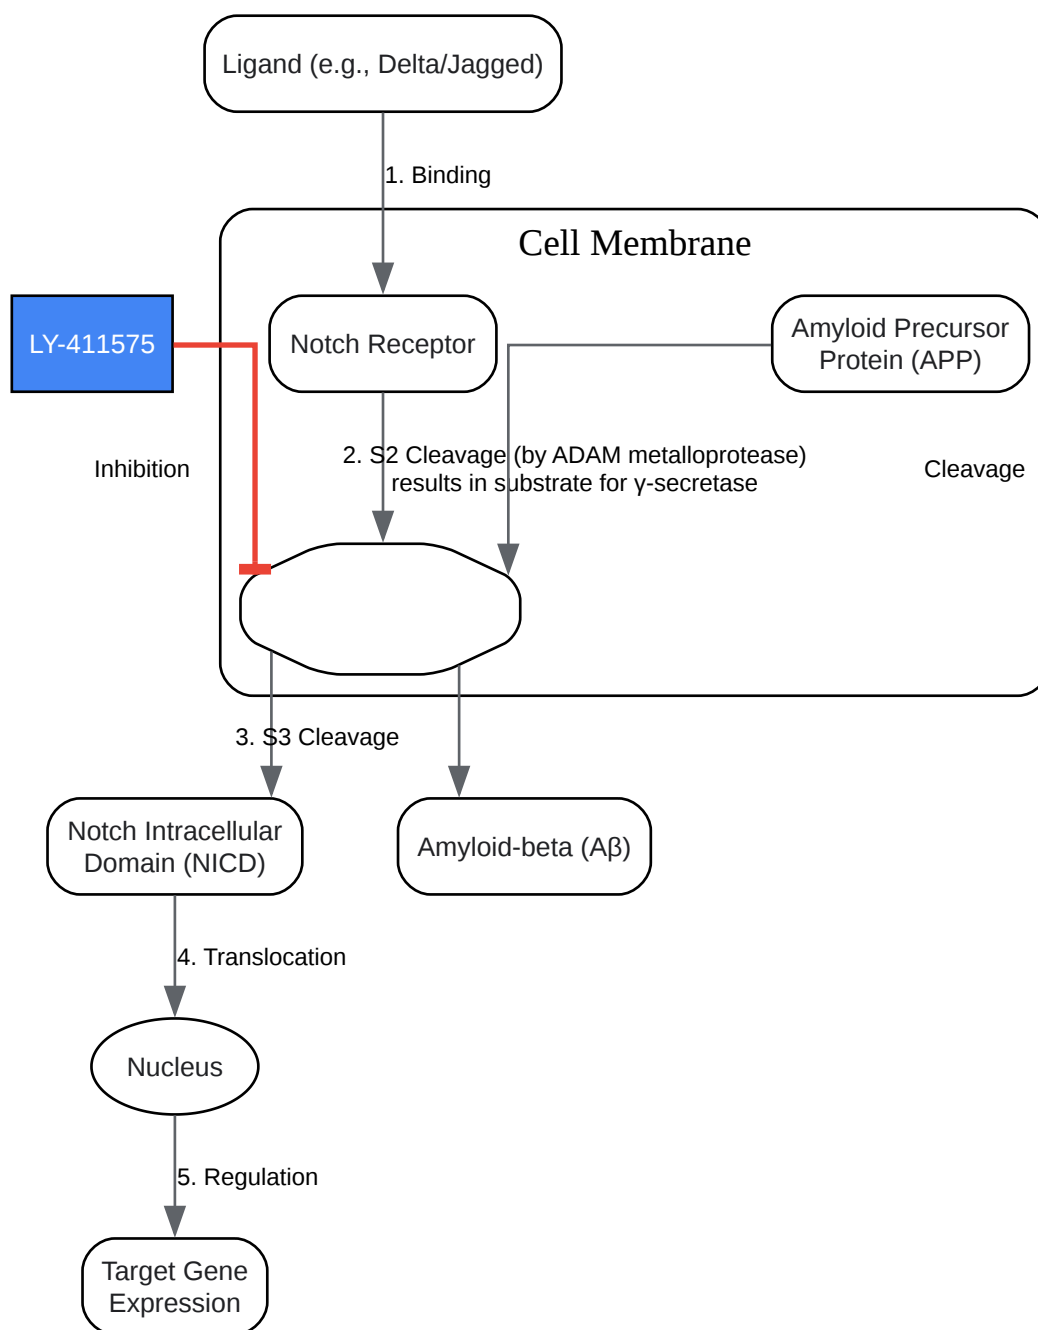 Ligand (e.g., Delta/Jagged)
1. Binding
Cell Membrane
LY-411575
Notch Receptor
Amyloid Precursor
Protein (APP)
Inhibition
2. S2 Cleavage (by ADAM metalloprotease)
results in substrate for γ-secretase
Cleavage
3. S3 Cleavage
Notch Intracellular
Domain (NICD)
Amyloid-beta (Aβ)
4. Translocation
Nucleus
5. Regulation
Target Gene
Expression